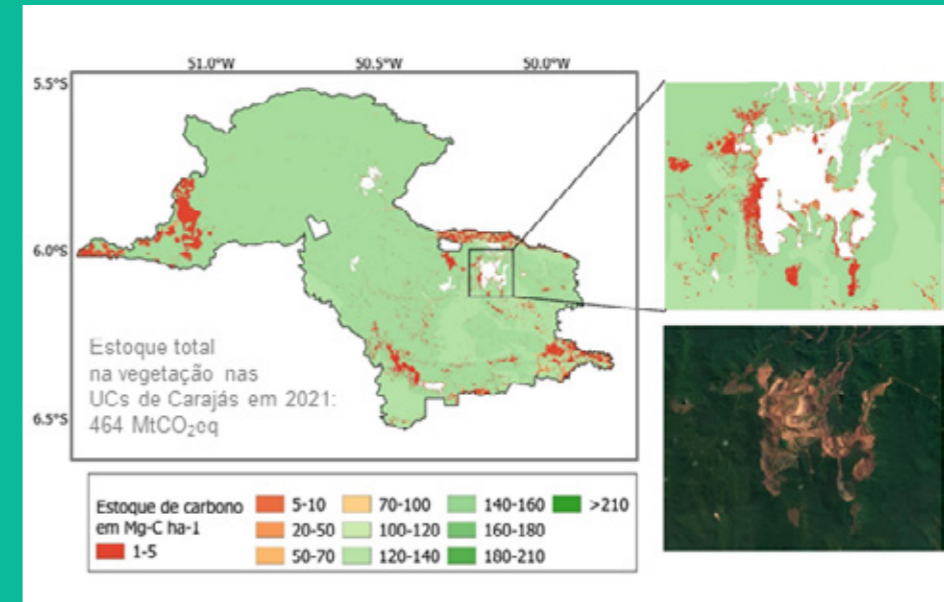 51.0°W
50.5°W
50.0°W
5.5°S
6.0°S
6.5°S
Estoque total
na vegetação nas
UCs de Carajás em 2021:
464 MtCO₂eq
Estoque de carbono
em Mg-C ha-1
1-5
5-10
20-50
50-70
70-100
100-120
120-140
140-160
160-180
180-210
>210